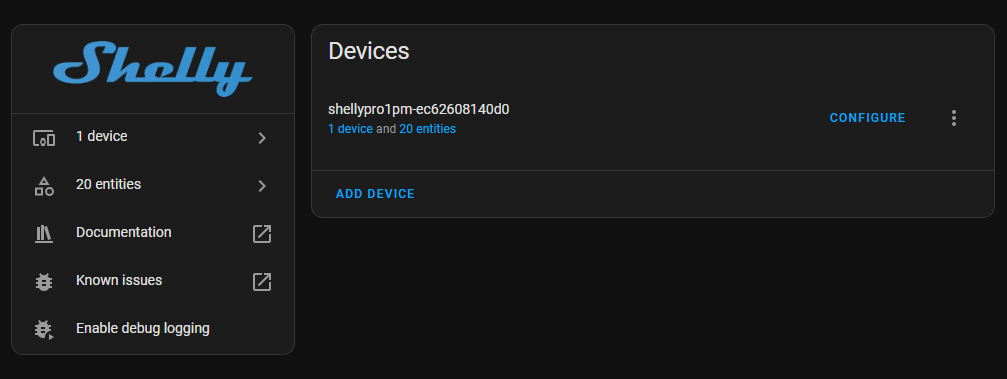 Shelly
1 device
20 entities
Documentation
Known issues
Enable debug logging
Devices
shellypro1pm-ec62608140d0
1 device and 20 entities
CONFIGURE
ADD DEVICE